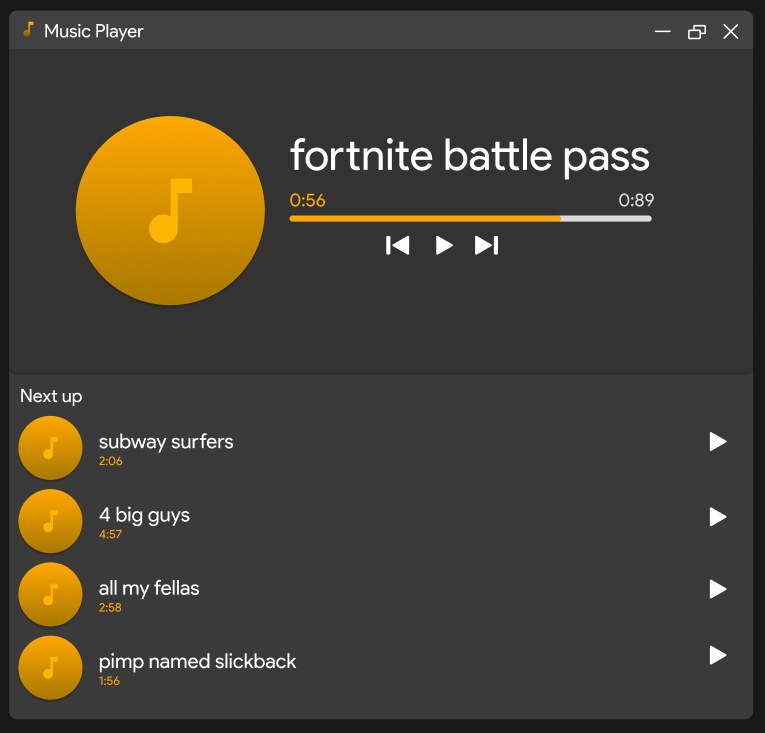 Music Player
fortnite battle pass
0:56 0:89
Next up
subway surfers
2:06
4 big guys
4:57
all my fellas
2:58
pimp named slickback
1:56